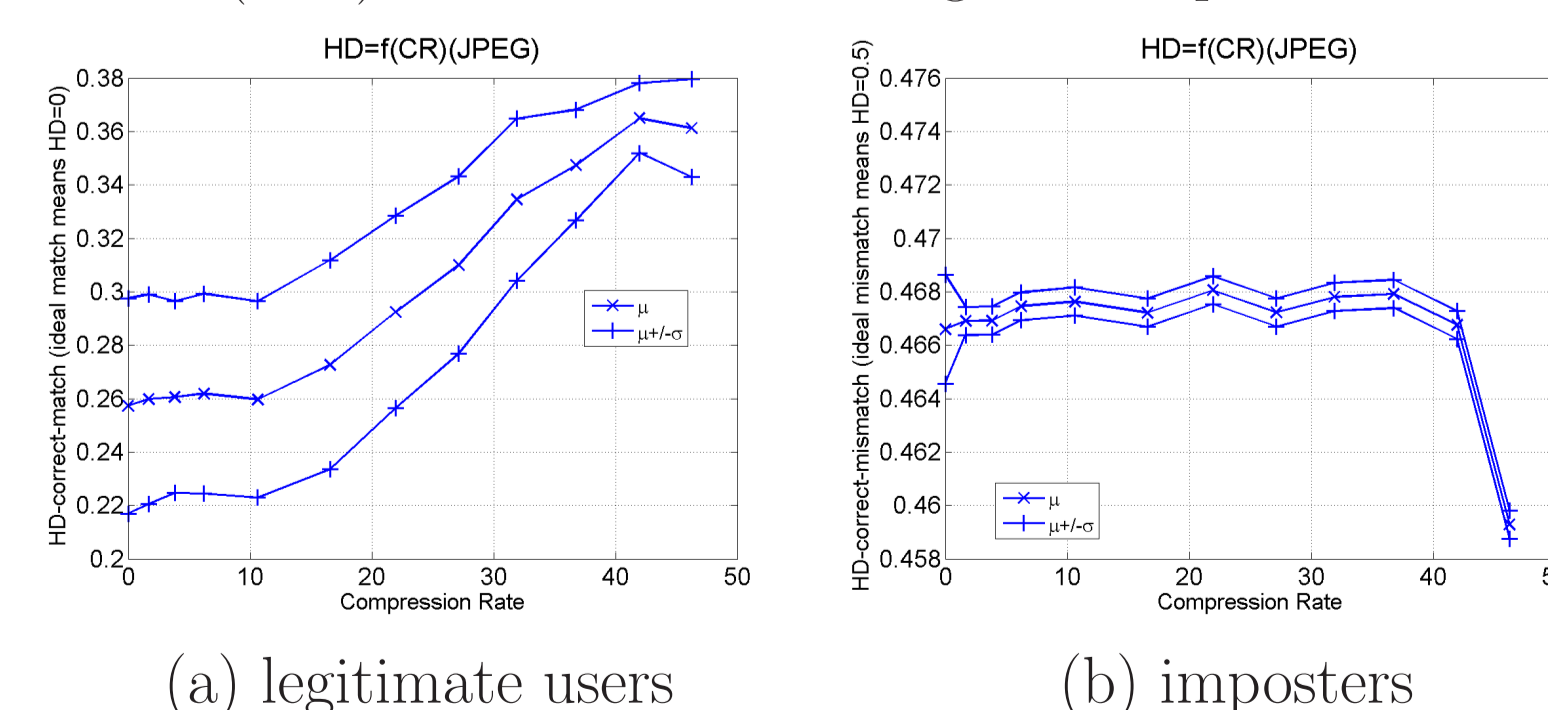 HD=f(CR)(JPEG)
HD-correct-match (ideal match means HD=0)
0.38
0.36
0.34
0.32
0.3
0.28
0.26
0.24
0.22
0.2
0 10 20 30 40 50
Compression Rate
μ
μ+/-σ
(a) legitimate users
HD=f(CR)(JPEG)
HD-correct-mismatch (ideal mismatch means HD=0.5)
0.476
0.474
0.472
0.47
0.468
0.466
0.464
0.462
0.46
0.458
0 10 20 30 40
Compression Rate
μ
μ+/-σ
(b) imposters